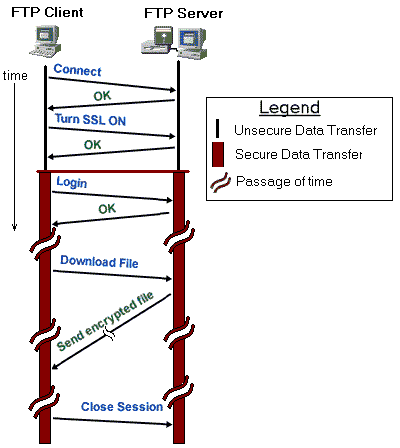 FTP Client
FTP Server
time
Connect
OK
Turn SSL ON
OK
Login
OK
Download File
Send encrypted file
Close Session
Legend
Unsecure Data Transfer
Secure Data Transfer
Passage of time